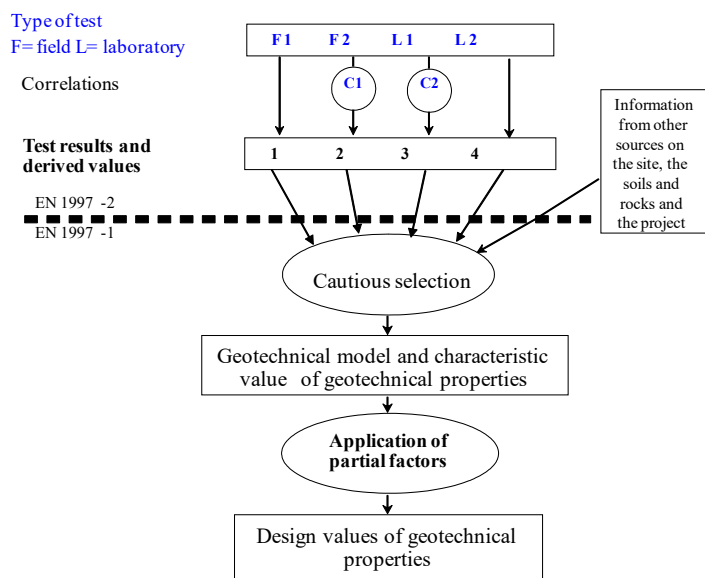 Type of test
F= field L= laboratory
F 1 F 2 L 1 L 2
Correlations
C1 C2
Test results and
derived values
1 2 3 4
Information
from other
sources on
the site, the
soils and
rocks and
the project
EN 1997 -2
EN 1997 -1
Cautious selection
Geotechnical model and characteristic
value of geotechnical properties
Application of
partial factors
Design values of geotechnical
properties